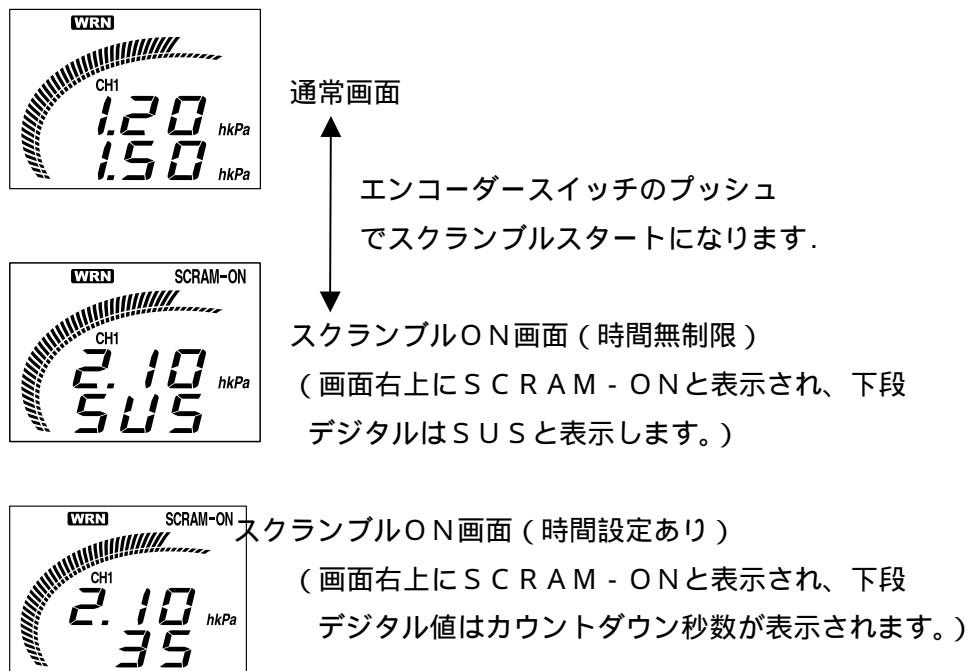 WRN
CH1
1.20 hkPa
1.50 hkPa
通常画面
エンコーダースイッチのプッシュ
でスクランブルスタートになります.
WRN SCRAM-ON
CH1
2.10 hkPa
SUS
スクランブルＯＮ画面（時間無制限）
（画面右上にＳＣＲＡＭ‐ＯＮと表示され、下段
デジタルはＳＵＳと表示します。）
WRN SCRAM-ON
CH1
2.10 hkPa
35
スクランブルＯＮ画面（時間設定あり）
（画面右上にＳＣＲＡＭ‐ＯＮと表示され、下段
デジタル値はカウントダウン秒数が表示されます。）